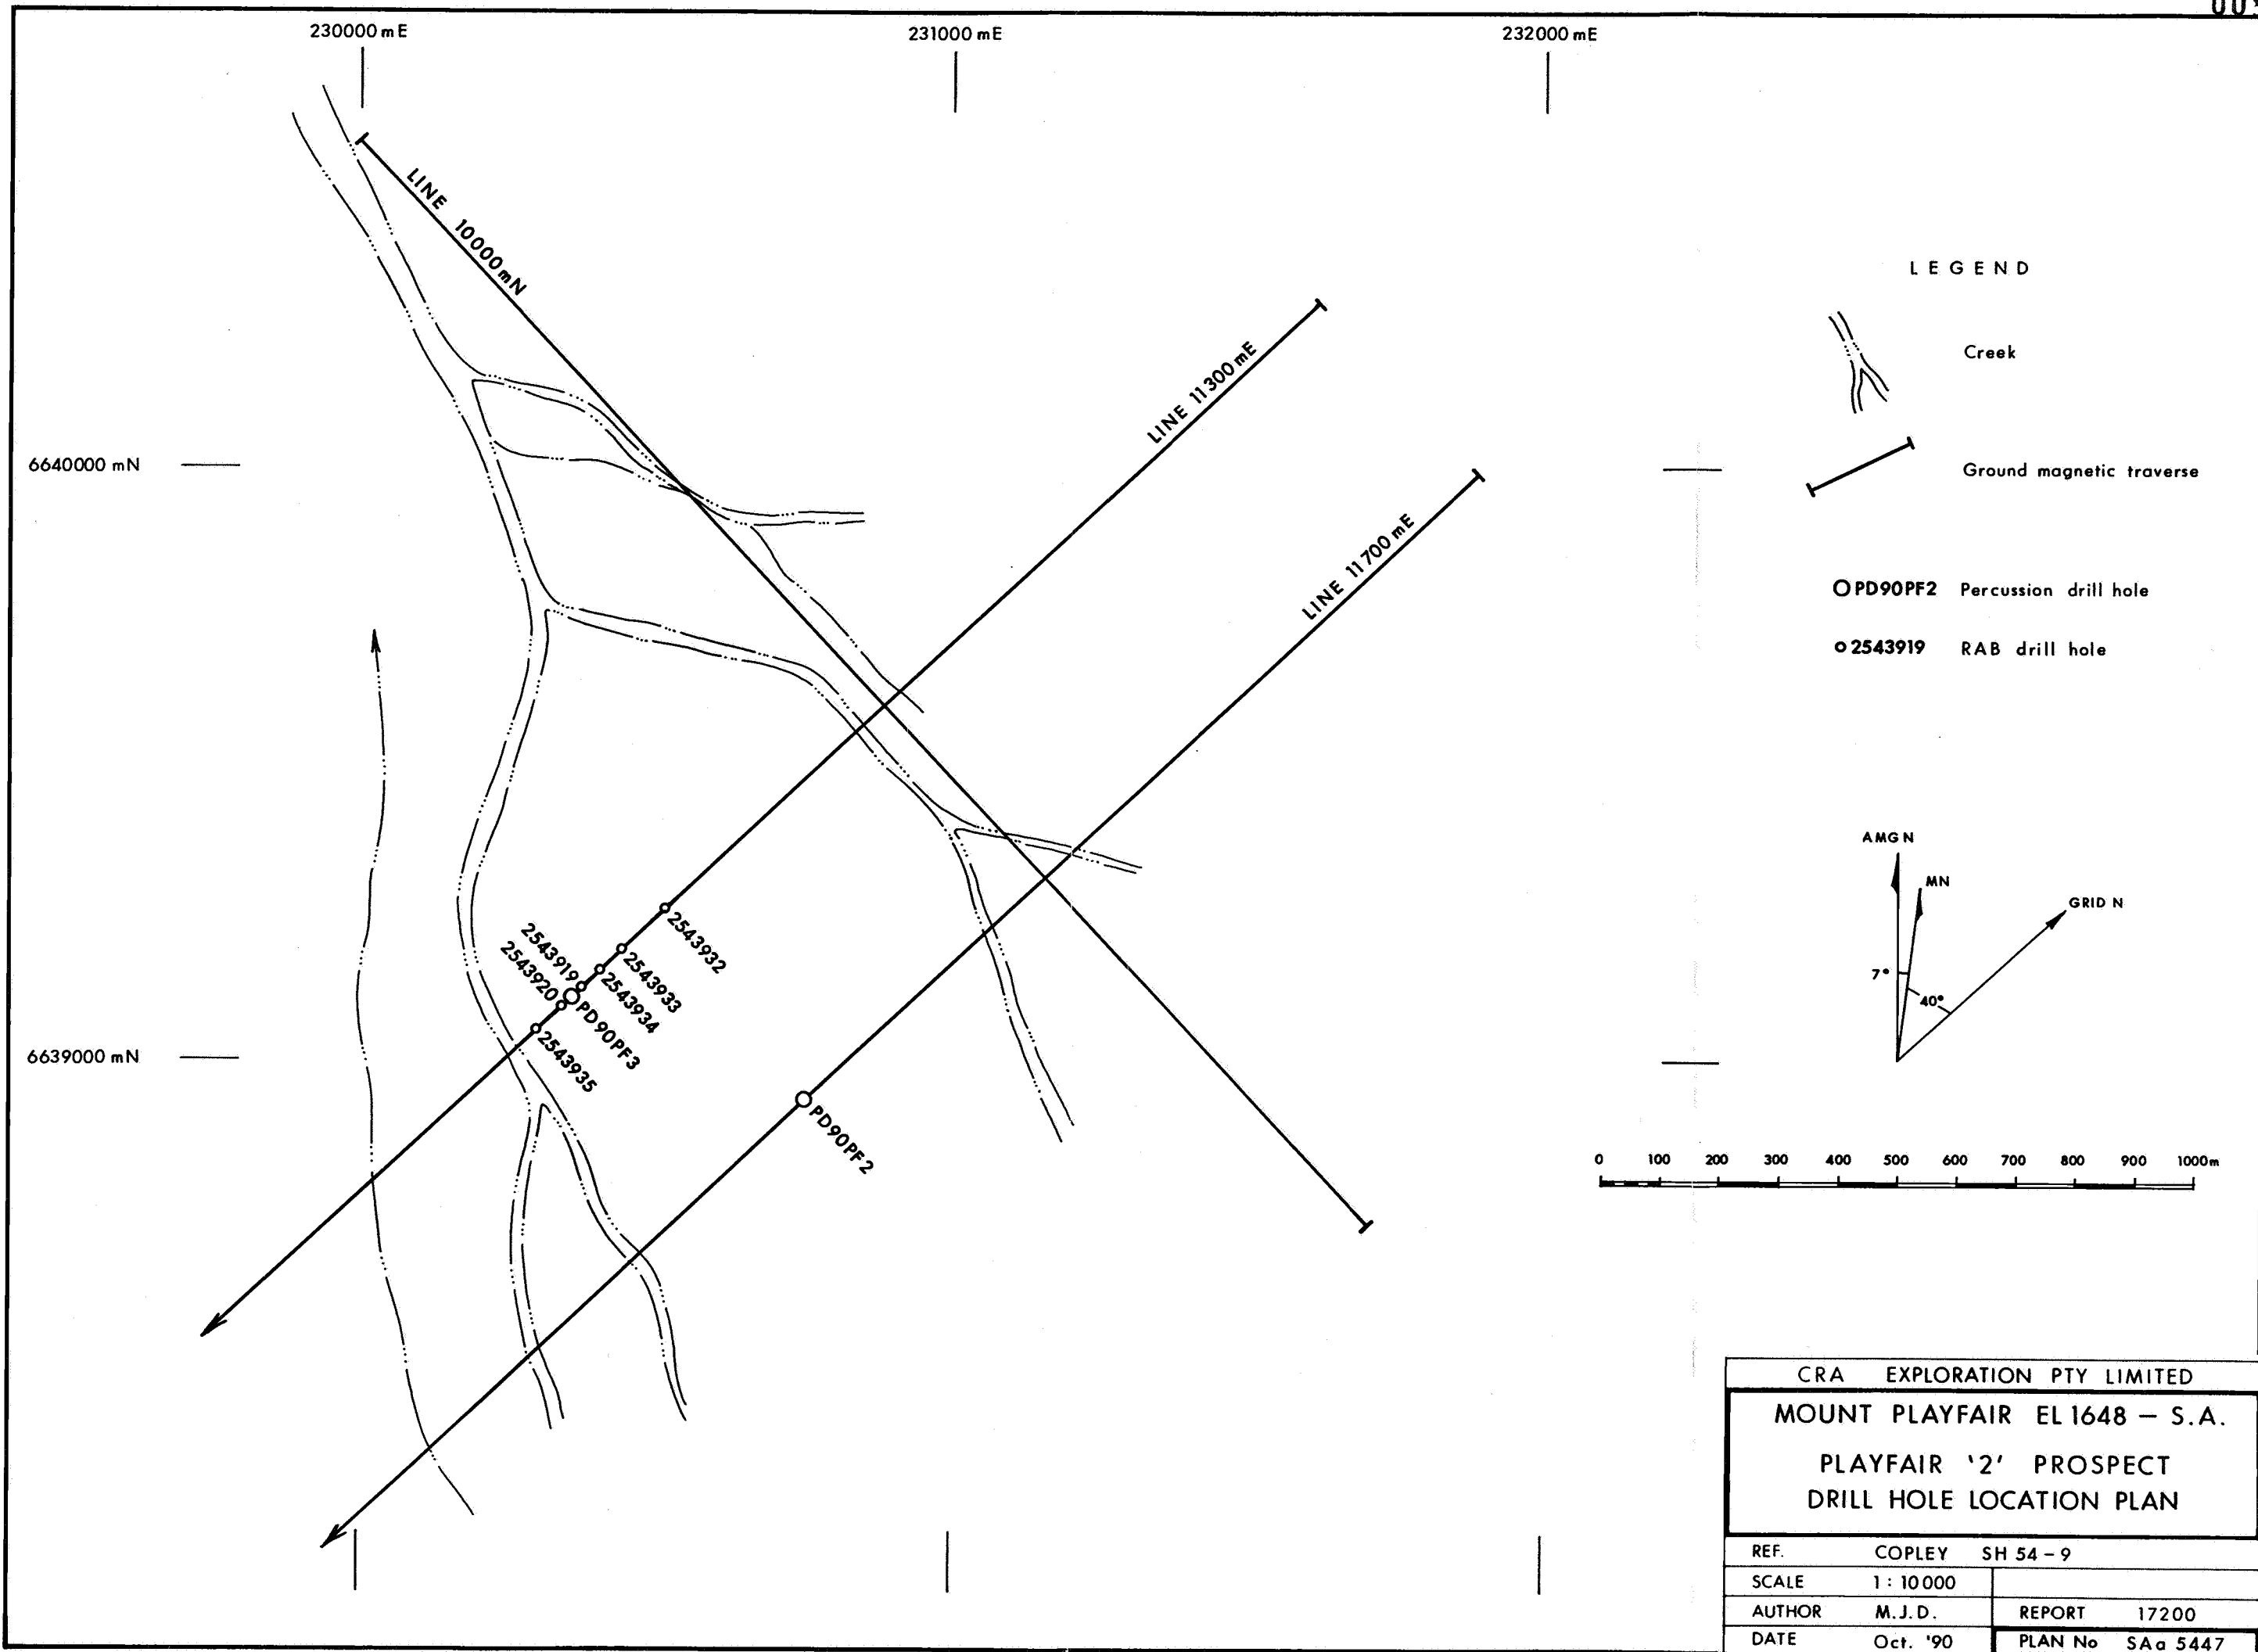 230000 mE
231000 mE
232000 mE
LINE 10000 mN
LINE 11300 mE
LINE 11700 mE
6640000 mN
6639000 mN
2543932
2543933
2543934
2543919
2543920
PD90PF3
2543935
PD90PF2
LEGEND
Creek
Ground magnetic traverse
PD90PF2 Percussion drill hole
2543919 RAB drill hole
AMG N
MN
GRID N
7°
40°
0 100 200 300 400 500 600 700 800 900 1000m
CRA EXPLORATION PTY LIMITED
MOUNT PLAYFAIR EL 1648 — S.A.
PLAYFAIR '2' PROSPECT
DRILL HOLE LOCATION PLAN
REF. COPLEY SH 54 - 9
SCALE 1 : 10 000
AUTHOR M.J.D. REPORT 17200
DATE Oct. '90 PLAN No SAa 5447